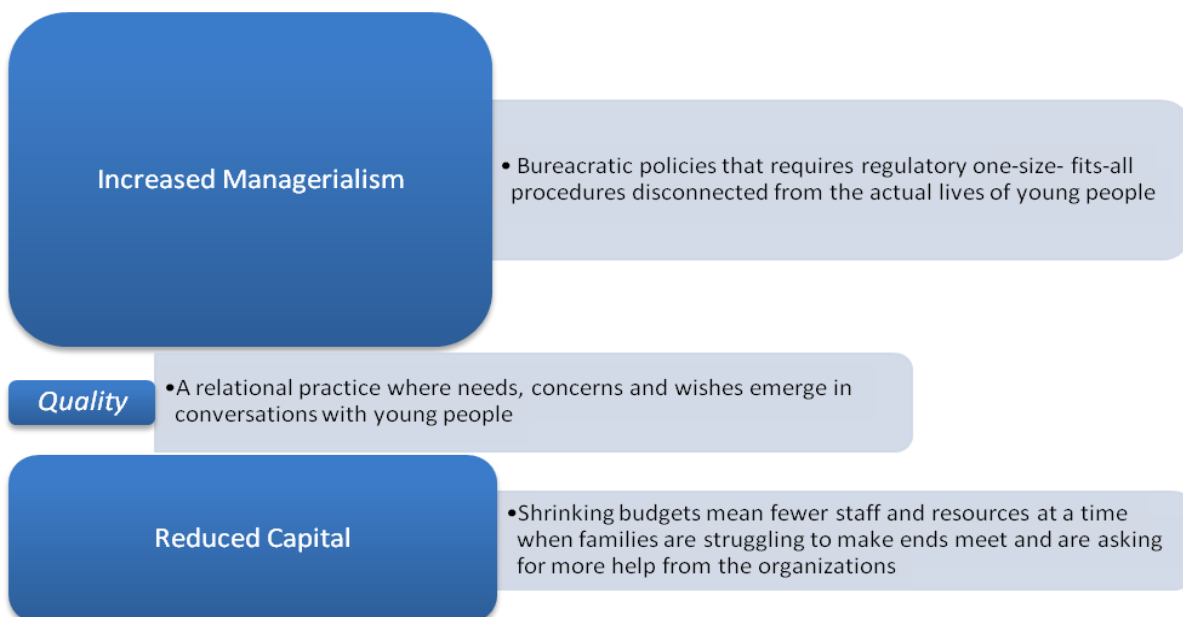 Increased Managerialism
• Bureacratic policies that requires regulatory one-size- fits-all
procedures disconnected from the actual lives of young people
Quality
•A relational practice where needs, concerns and wishes emerge in
conversations with young people
Reduced Capital
•Shrinking budgets mean fewer staff and resources at a time
when families are struggling to make ends meet and are asking
for more help from the organizations